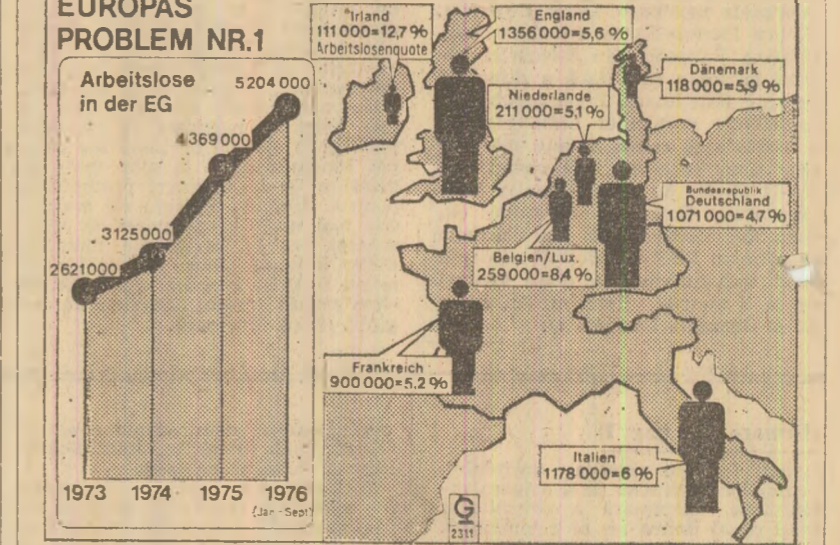 EUROPAS
PROBLEM NR.1
Arbeitslose
in der EG
5204000
4369000
3125000
2621000
1973 1974 1975 1976
(Jan-Sept)
Irland
111000=12,7%
Arbeitslosenquote
England
1356000=5,6%
Dänemark
118000=5,9%
Niederlande
211000=5,1%
Bundesrepublik
Deutschland
1071000=4,7%
Belgien/Lux.
259000=8,4%
Frankreich
900000=5,2%
Italien
1178000=6%
2311